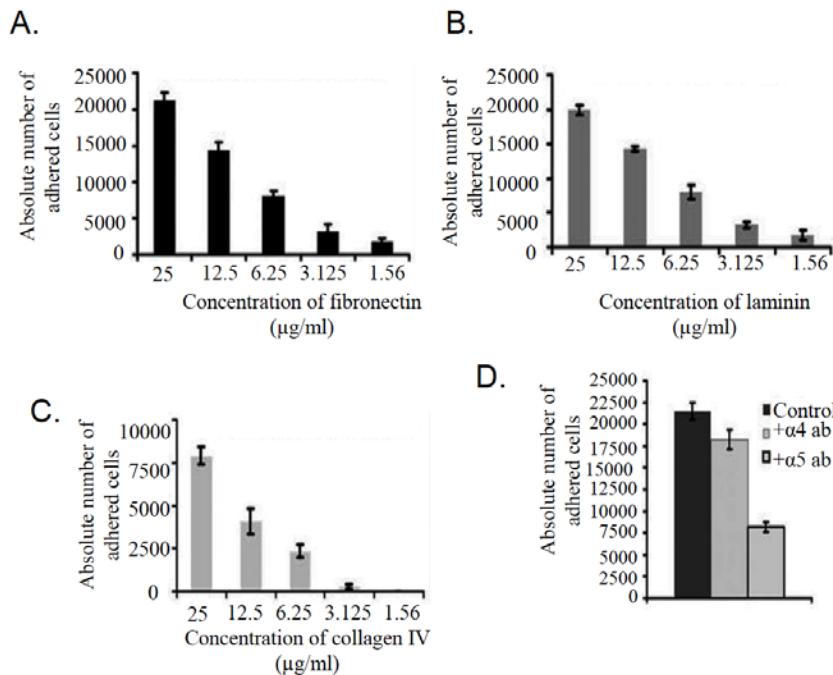 A.
Absolute number of
adhered cells
25000
20000
15000
10000
5000
0
25 12.5 6.25 3.125 1.56
Concentration of fibronectin
(µg/ml)
B.
Absolute number of
adhered cells
25000
20000
15000
10000
5000
0
25 12.5 6.25 3.125 1.56
Concentration of laminin
(µg/ml)
C.
Absolute number of
adhered cells
10000
7500
5000
2500
0
25 12.5 6.25 3.125 1.56
Concentration of collagen IV
(µg/ml)
D.
Absolute number of
adhered cells
25000
22500
20000
17500
15000
12500
10000
7500
5000
2500
0
Control
+α4 ab
+α5 ab